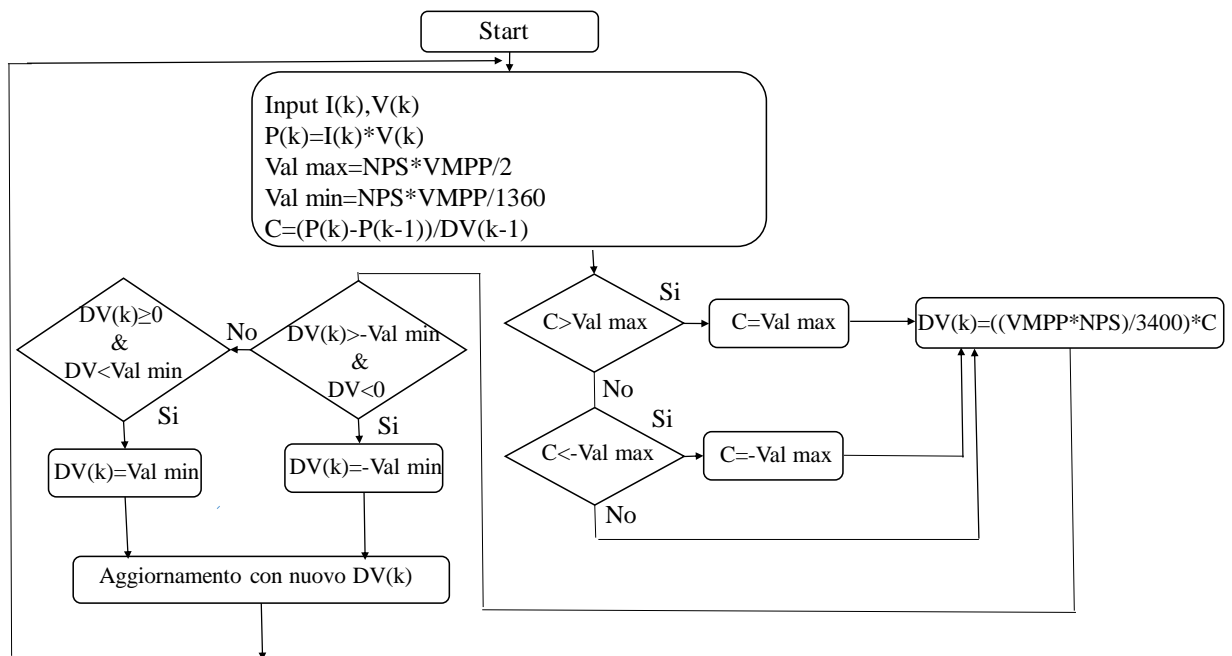 Start
Input I(k),V(k)
P(k)=I(k)*V(k)
Val max=NPS*VMPP/2
Val min=NPS*VMPP/1360
C=(P(k)-P(k-1))/DV(k-1)
C>Val max
Si
C=Val max
DV(k)=((VMPP*NPS)/3400)*C
No
C<-Val max
Si
C=-Val max
No
DV(k)>-Val min
&
DV<0
No
Si
DV(k)=-Val min
DV(k)≥0
&
DV<Val min
Si
DV(k)=Val min
Aggiornamento con nuovo DV(k)